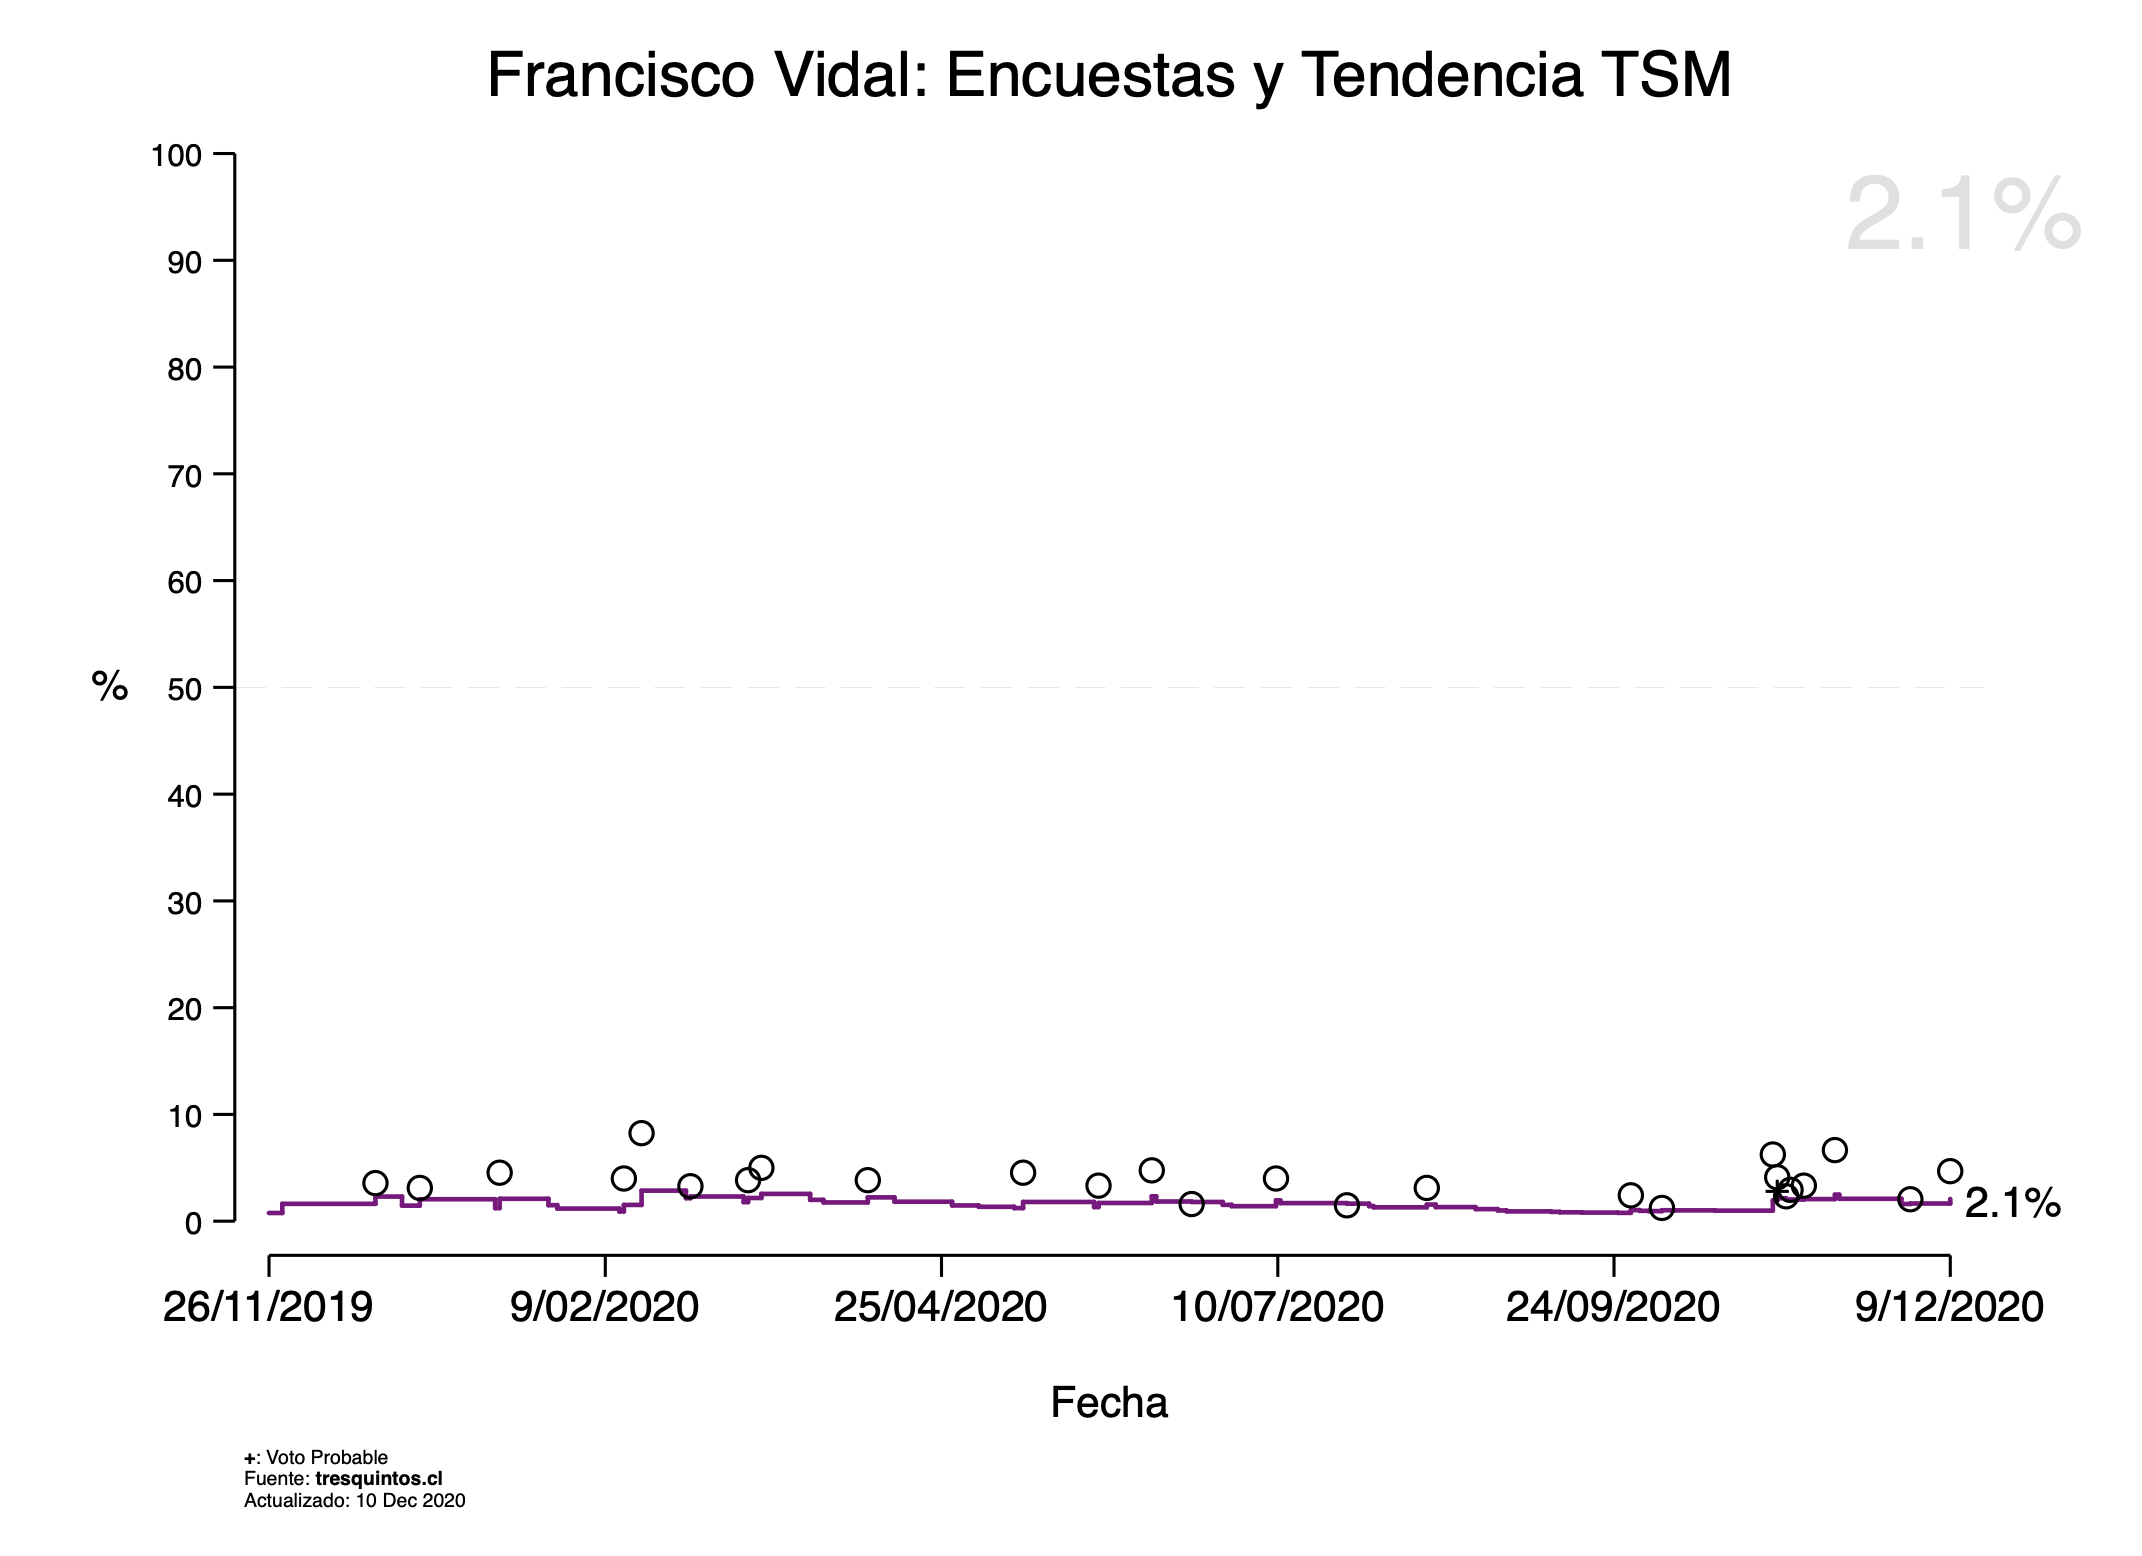 Francisco Vidal: Encuestas y Tendencia TSM
2.1%
100
90
80
70
60
% 50
40
30
20
10
0
2.1%
26/11/2019 9/02/2020 25/04/2020 10/07/2020 24/09/2020 9/12/2020
Fecha
+: Voto Probable
Fuente: tresquintos.cl
Actualizado: 10 Dec 2020